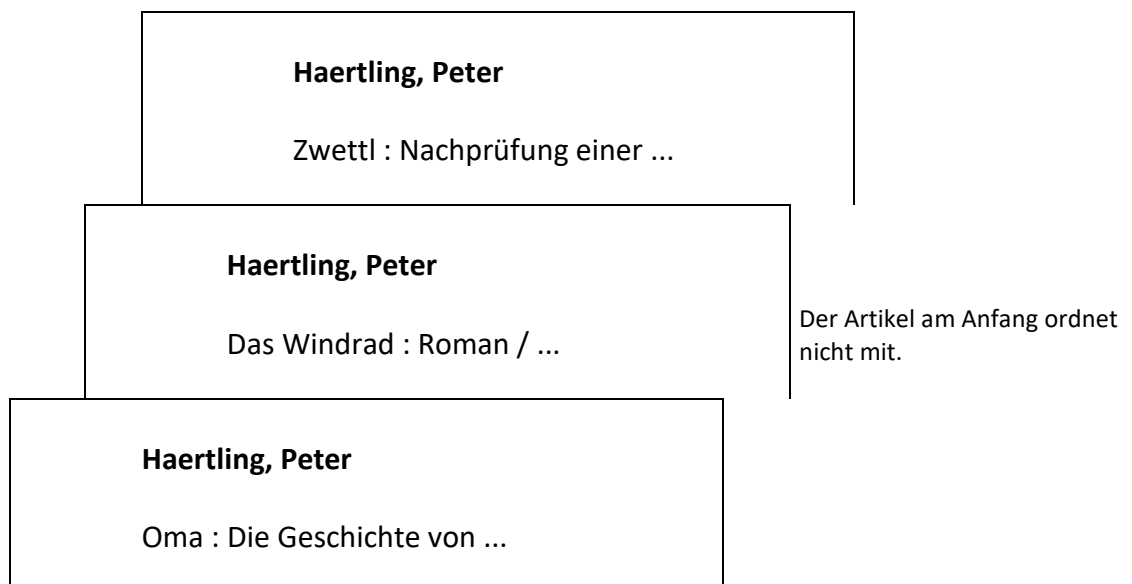 Haertling, Peter
Zwettl : Nachprüfung einer ...
Haertling, Peter
Das Windrad : Roman / ...
Der Artikel am Anfang ordnet
nicht mit.
Haertling, Peter
Oma : Die Geschichte von ...